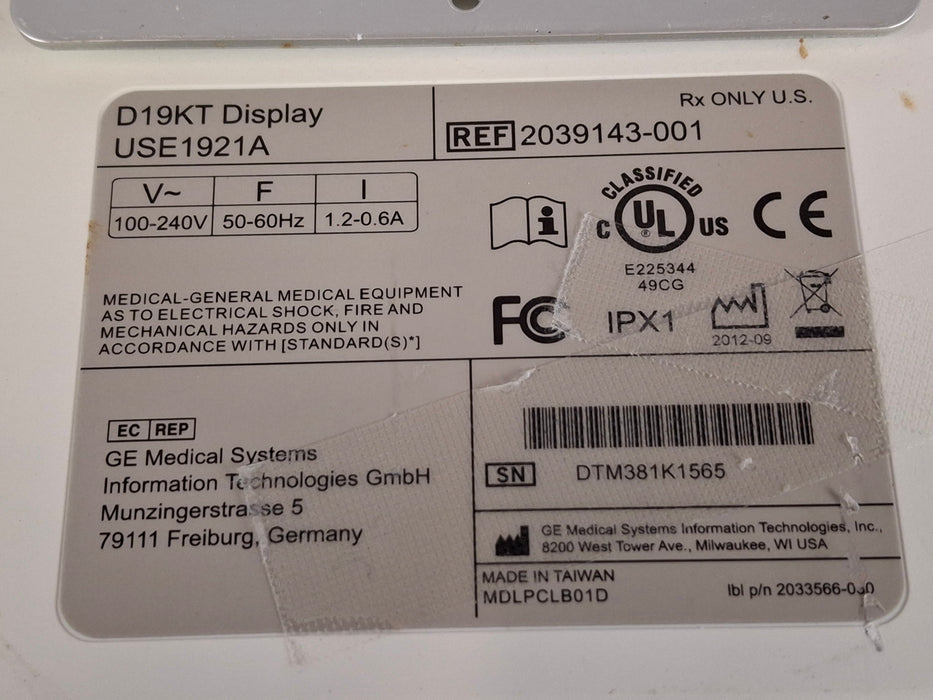 D19KT Display
USE1921A
Rx ONLY U.S.
REF 2039143-001
V~ F I
100-240V 50-60Hz 1.2-0.6A
CLASSIFIED
C UL US
®
E225344
49CG
CE
MEDICAL-GENERAL MEDICAL EQUIPMENT
AS TO ELECTRICAL SHOCK, FIRE AND
MECHANICAL HAZARDS ONLY IN
ACCORDANCE WITH [STANDARD(S)*]
FC
IPX1
2012-09
EC REP
GE Medical Systems
Information Technologies GmbH
Munzingerstrasse 5
79111 Freiburg, Germany
SN DTM381K1565
GE Medical Systems Information Technologies, Inc.,
8200 West Tower Ave., Milwaukee, WI USA
MADE IN TAIWAN
MDLPCLB01D
lbl p/n